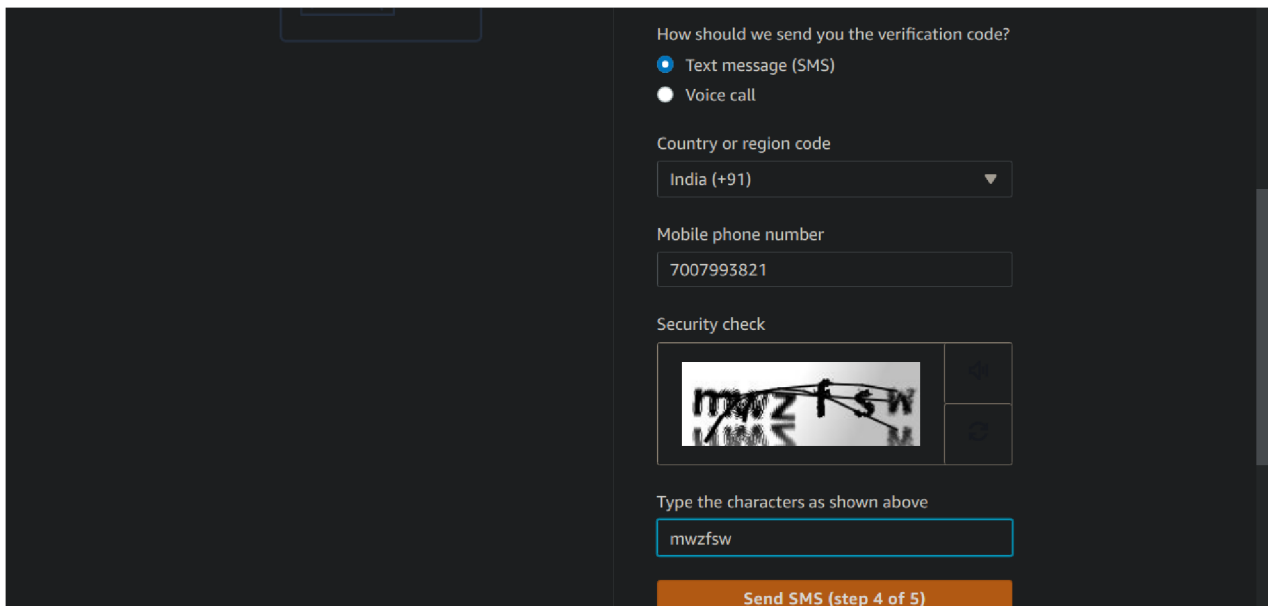 How should we send you the verification code?
Text message (SMS)
Voice call
Country or region code
India (+91)
Mobile phone number
7007993821
Security check
mwzfsw
Type the characters as shown above
mwzfsw
Send SMS (step 4 of 5)